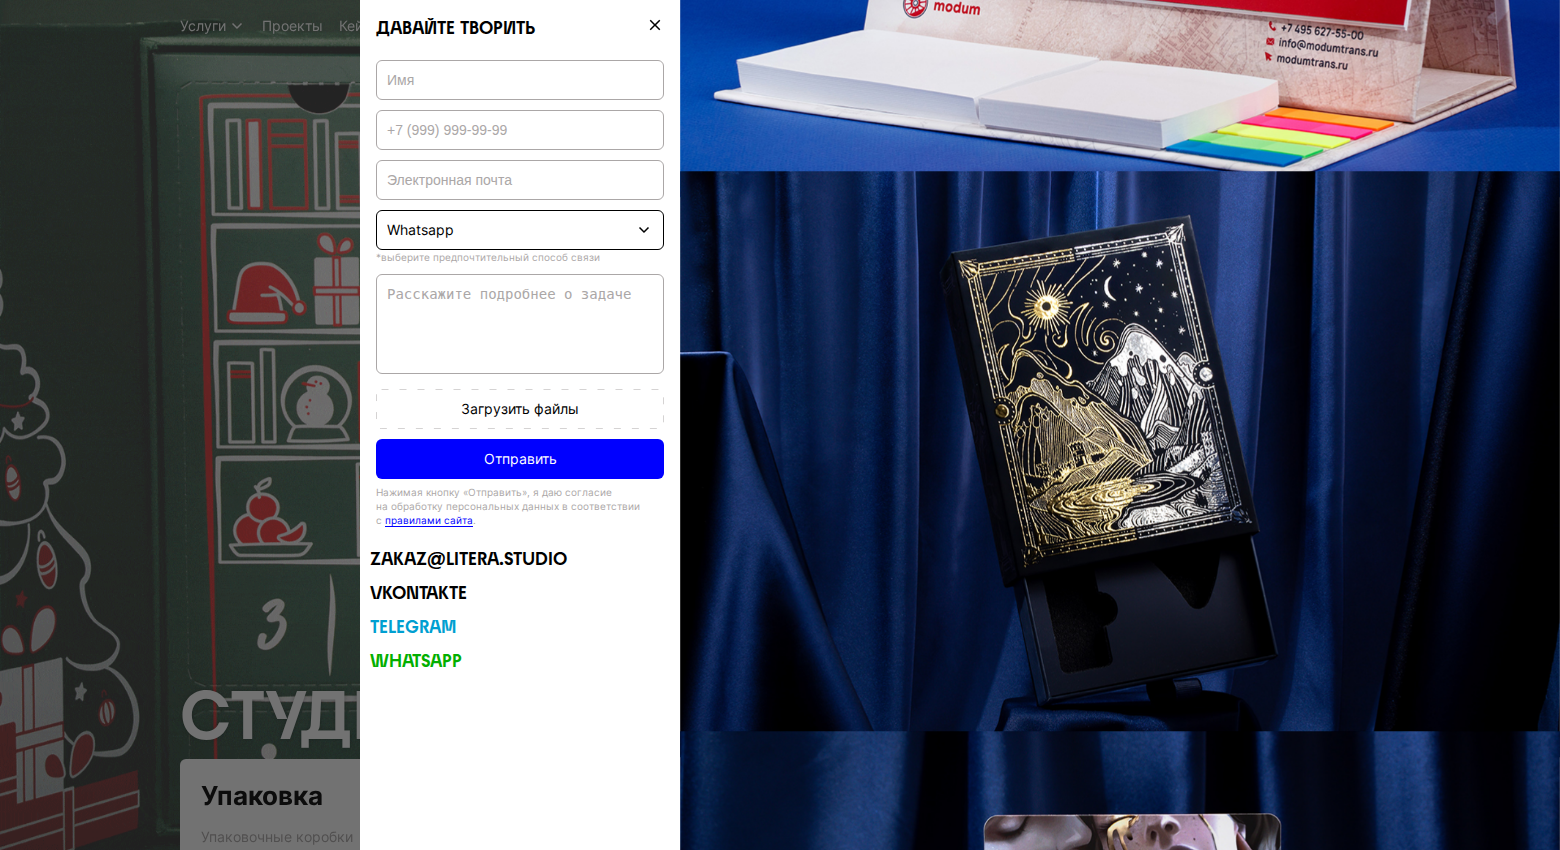 Услуги
Проекты
Кей
ДАВАЙТЕ ТВОРИТЬ
Имя
+7 (999) 999-99-99
Электронная почта
Whatsapp
*выберите предпочтительный способ связи
Расскажите подробнее о задаче
Загрузить файлы
Отправить
Нажимая кнопку «Отправить», я даю согласие
на обработку персональных данных в соответствии
с правилами сайта.
ZAKAZ@LITERA.STUDIO
VKONTAKTE
TELEGRAM
WHATSAPP
3
СТУДИ
Упаковка
Упаковочные коробки
modum
+7 495 627-55-00
info@modumtrans.ru
modumtrans.ru